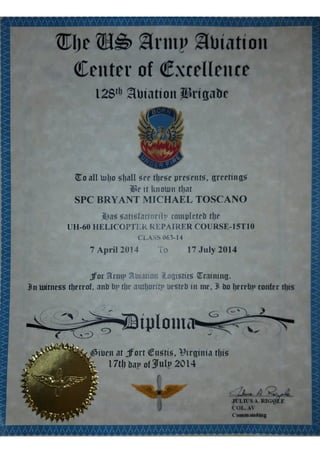 The US Army Aviation
Center of Excellence
128th Aviation Brigade
BORN
UNDER FIRE
To all who shall see these presents, greetings
Be it known that
SPC BRYANT MICHAEL TOSCANO
Has satisfactorily completed the
UH-60 HELICOPTER REPAIRER COURSE-15T10
CLASS 063-14
7 April 2014 To 17 July 2014
For Army Aviation Logistics Training.
In witness thereof, and by the authority vested in me, I do hereby confer this
Diploma
Given at Fort Eustis, Virginia this
17th day of July 2014
JULIUS A. RIGOLE
COL, AV
Commanding